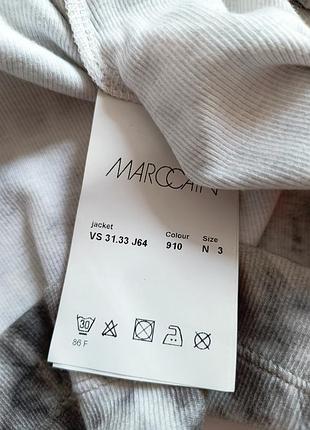 MARCCAIN
jacket Colour Size
VS 31.33 J64 910 N 3
30
86 F